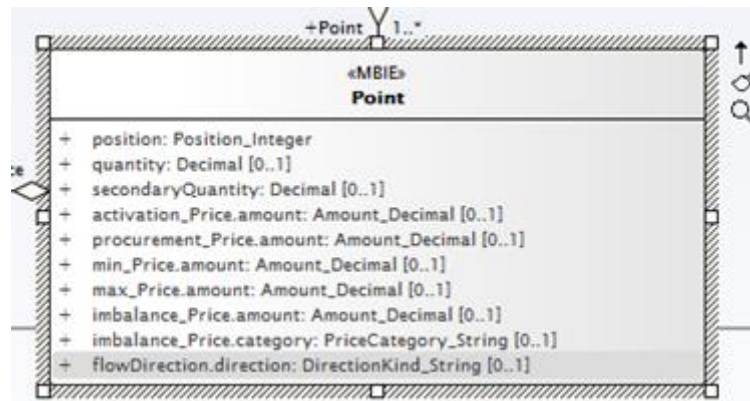 +Point 1..*
«MBIE»
Point
+ position: Position_Integer
+ quantity: Decimal [0..1]
+ secondaryQuantity: Decimal [0..1]
+ activation_Price.amount: Amount_Decimal [0..1]
+ procurement_Price.amount: Amount_Decimal [0..1]
+ min_Price.amount: Amount_Decimal [0..1]
+ max_Price.amount: Amount_Decimal [0..1]
+ imbalance_Price.amount: Amount_Decimal [0..1]
+ imbalance_Price.category: PriceCategory_String [0..1]
+ flowDirection.direction: DirectionKind_String [0..1]